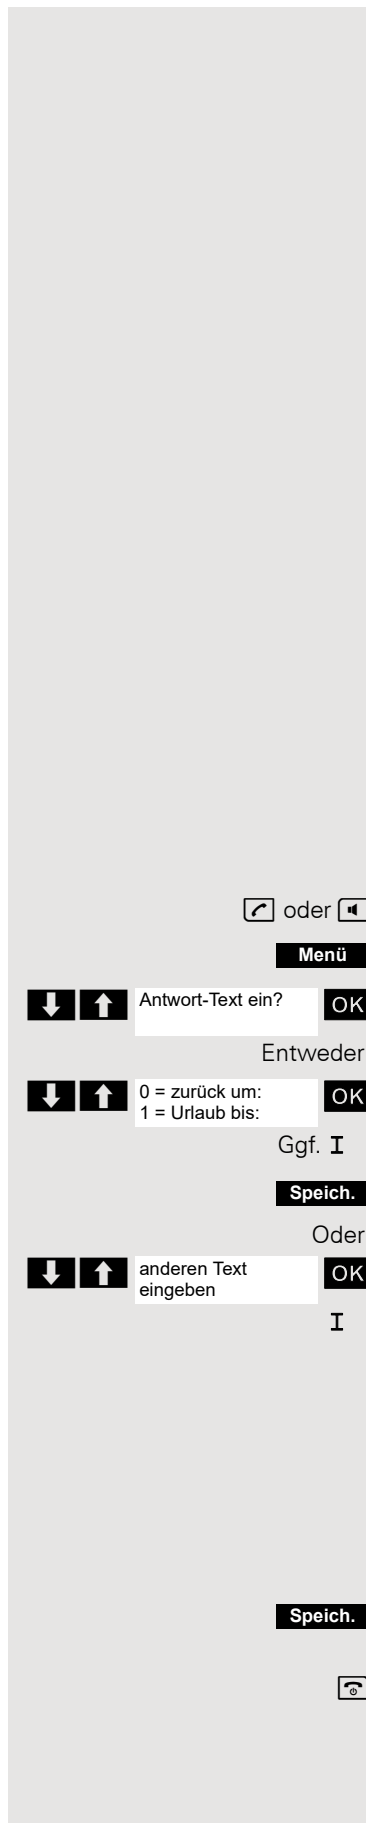 oder
Menü
Antwort-Text ein? OK
Entweder
0 = zurück um: OK
1 = Urlaub bis:
Ggf.
Speich.
Oder
anderen Text OK
eingeben
Speich.